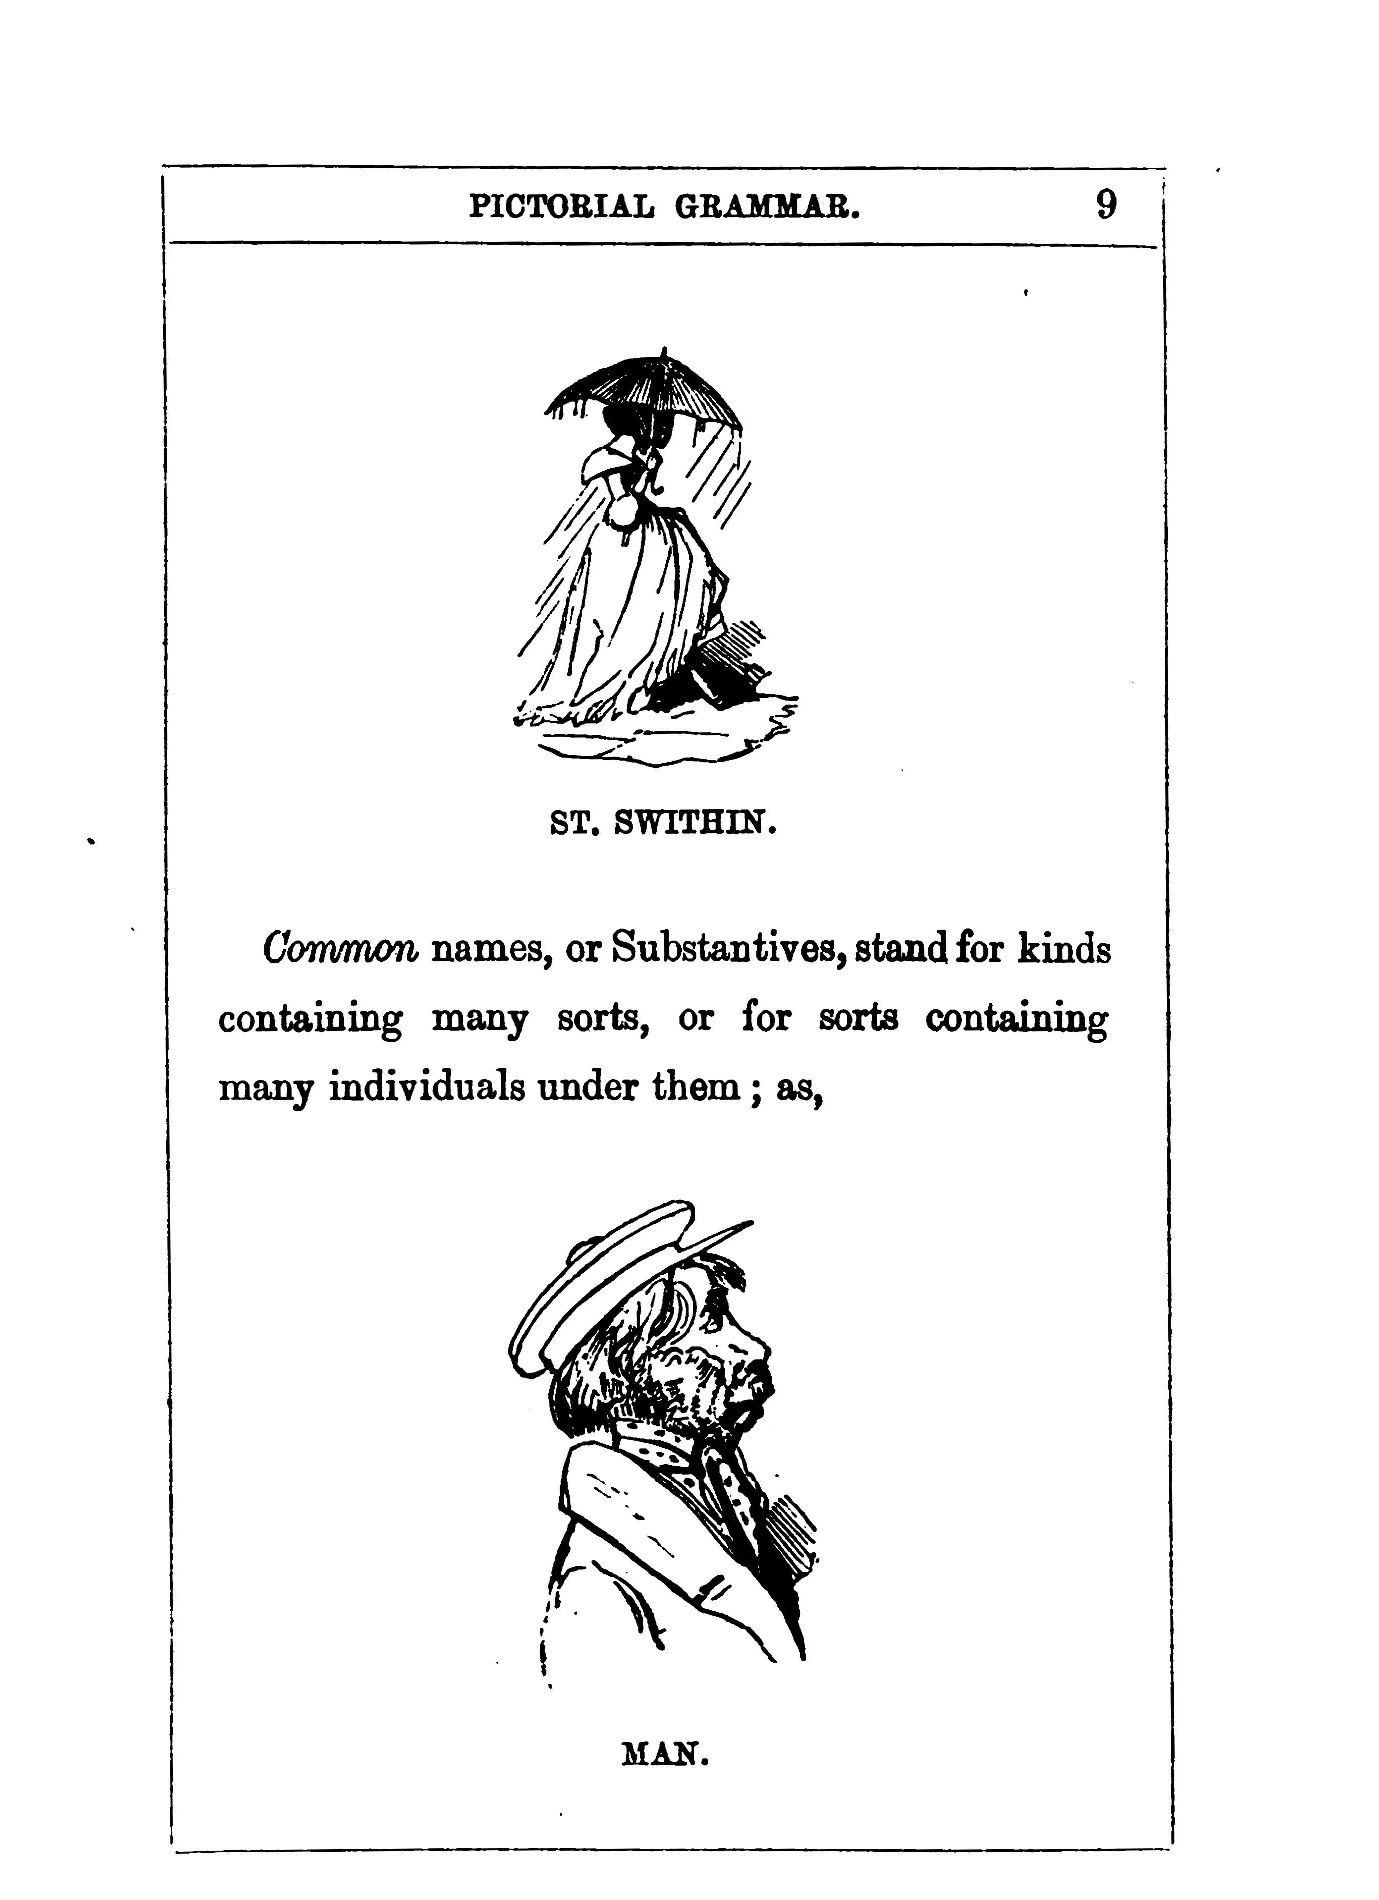 PICTORIAL GRAMMAR. 9
ST. SWITHIN.
Common names, or Substantives, stand for kinds
containing many sorts, or for sorts containing
many individuals under them ; as,
MAN.